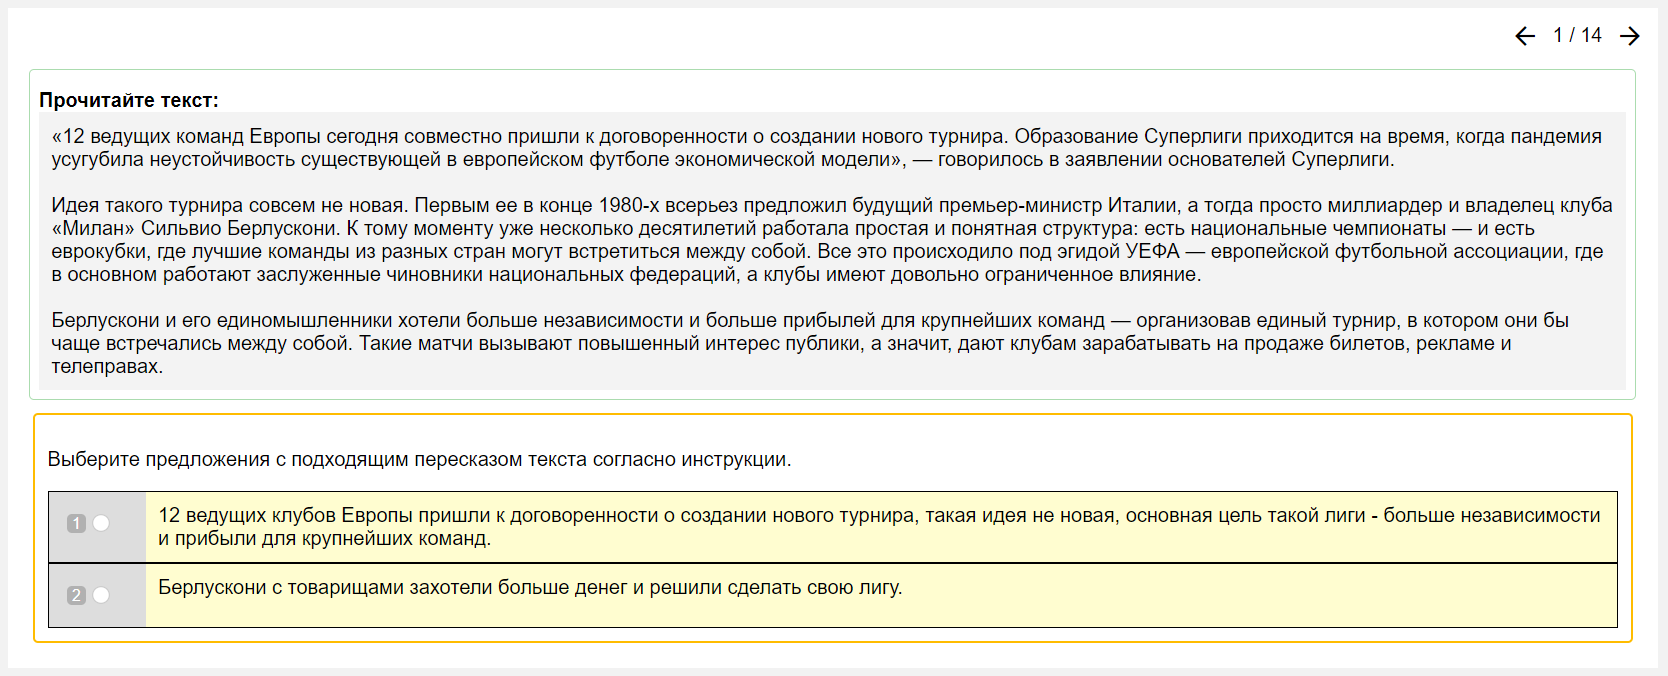 1 / 14
Прочитайте текст:
«12 ведущих команд Европы сегодня совместно пришли к договоренности о создании нового турнира. Образование Суперлиги приходится на время, когда пандемия
усугубила неустойчивость существующей в европейском футболе экономической модели», — говорилось в заявлении основателей Суперлиги.
Идея такого турнира совсем не новая. Первым ее в конце 1980-х всерьез предложил будущий премьер-министр Италии, а тогда просто миллиардер и владелец клуба
«Милан» Сильвио Берлускони. К тому моменту уже несколько десятилетий работала простая и понятная структура: есть национальные чемпионаты — и есть
еврокубки, где лучшие команды из разных стран могут встретиться между собой. Все это происходило под эгидой УЕФА — европейской футбольной ассоциации, где
в основном работают заслуженные чиновники национальных федераций, а клубы имеют довольно ограниченное влияние.
Берлускони и его единомышленники хотели больше независимости и больше прибылей для крупнейших команд — организовав единый турнир, в котором они бы
чаще встречались между собой. Такие матчи вызывают повышенный интерес публики, а значит, дают клубам зарабатывать на продаже билетов, рекламе и
телеправах.
Выберите предложения с подходящим пересказом текста согласно инструкции.
1 12 ведущих клубов Европы пришли к договоренности о создании нового турнира, такая идея не новая, основная цель такой лиги - больше независимости
и прибыли для крупнейших команд.
2 Берлускони с товарищами захотели больше денег и решили сделать свою лигу.